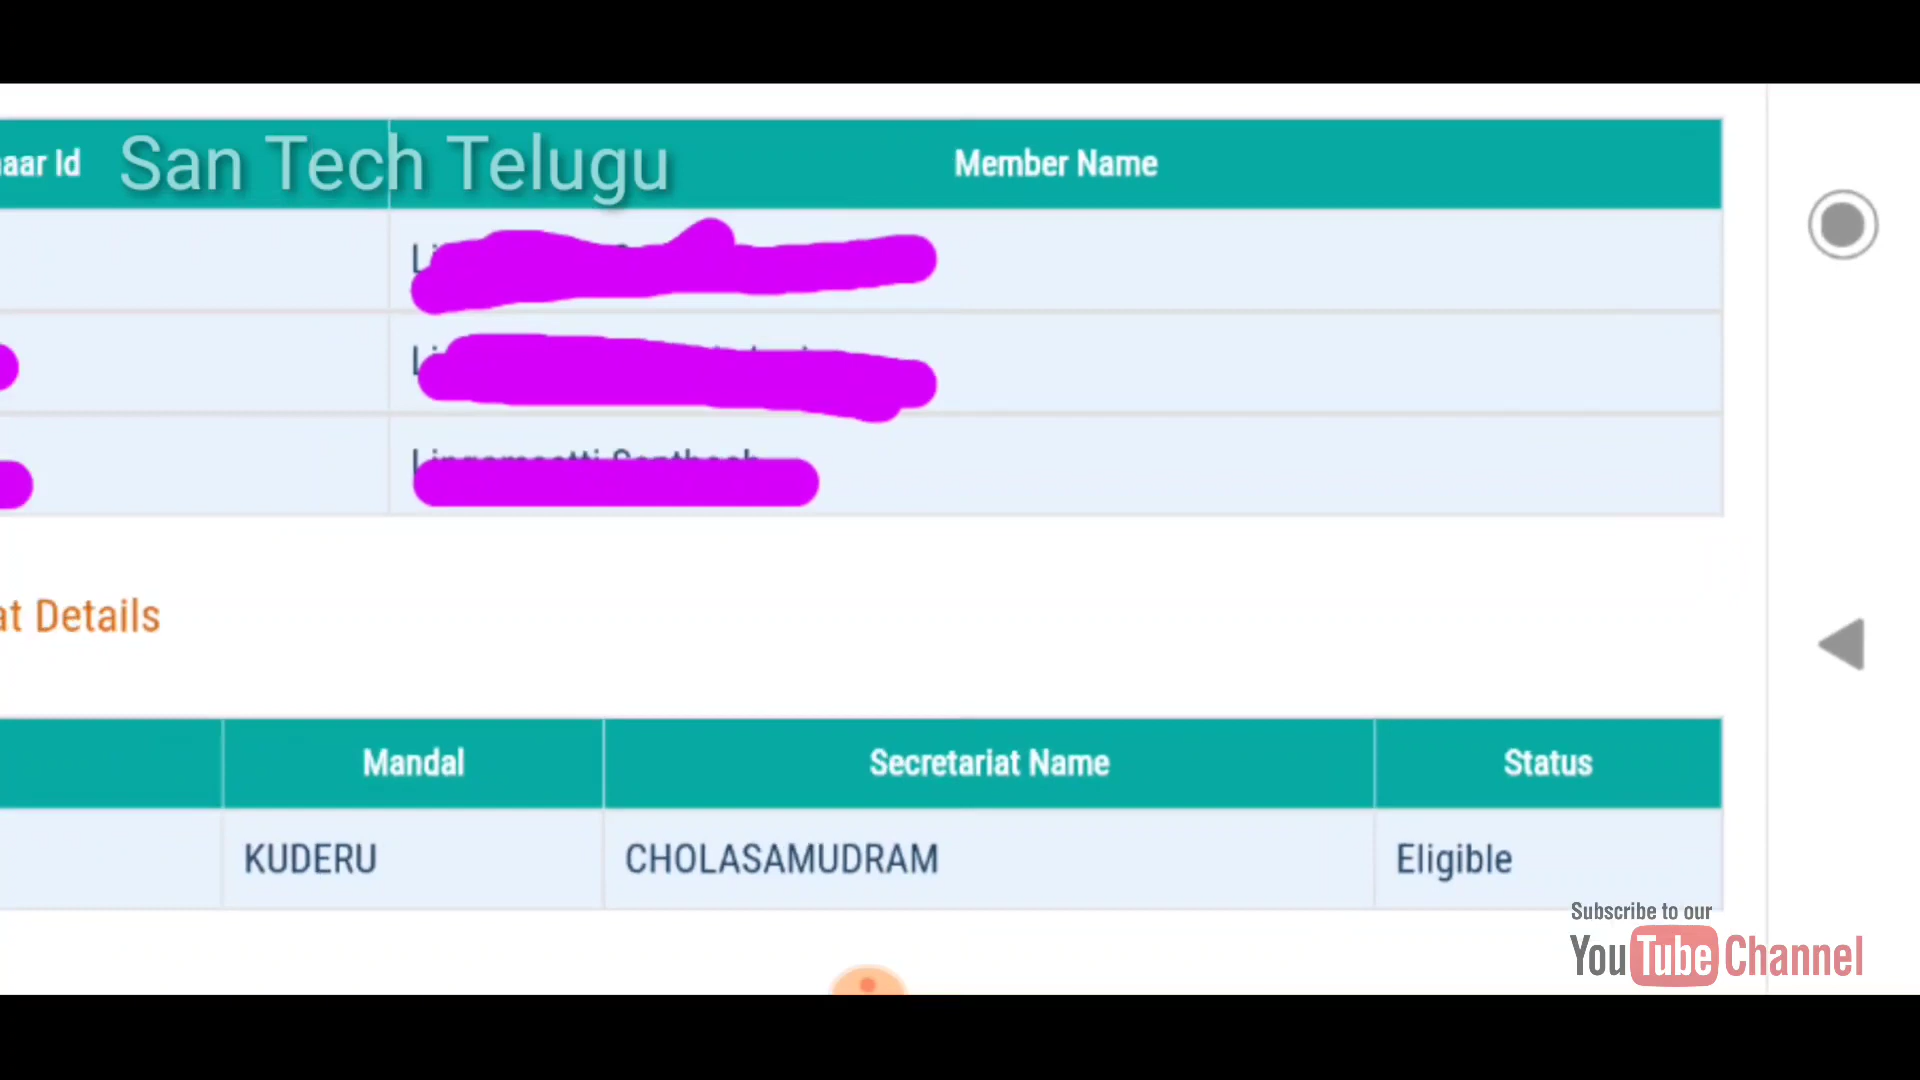 aar Id
San Tech Telugu
Member Name
at Details
Mandal
Secretariat Name
Status
KUDERU
CHOLASAMUDRAM
Eligible
Subscribe to our
YouTube Channel